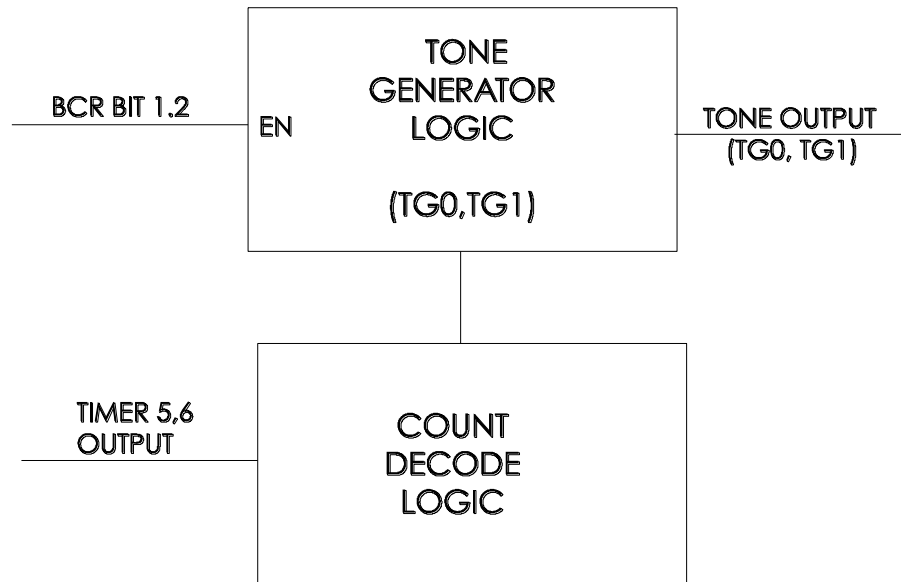 TONE
GENERATOR
LOGIC
(TG0,TG1)
BCR BIT 1.2
EN
TONE OUTPUT
(TG0, TG1)
TIMER 5,6
OUTPUT
COUNT
DECODE
LOGIC